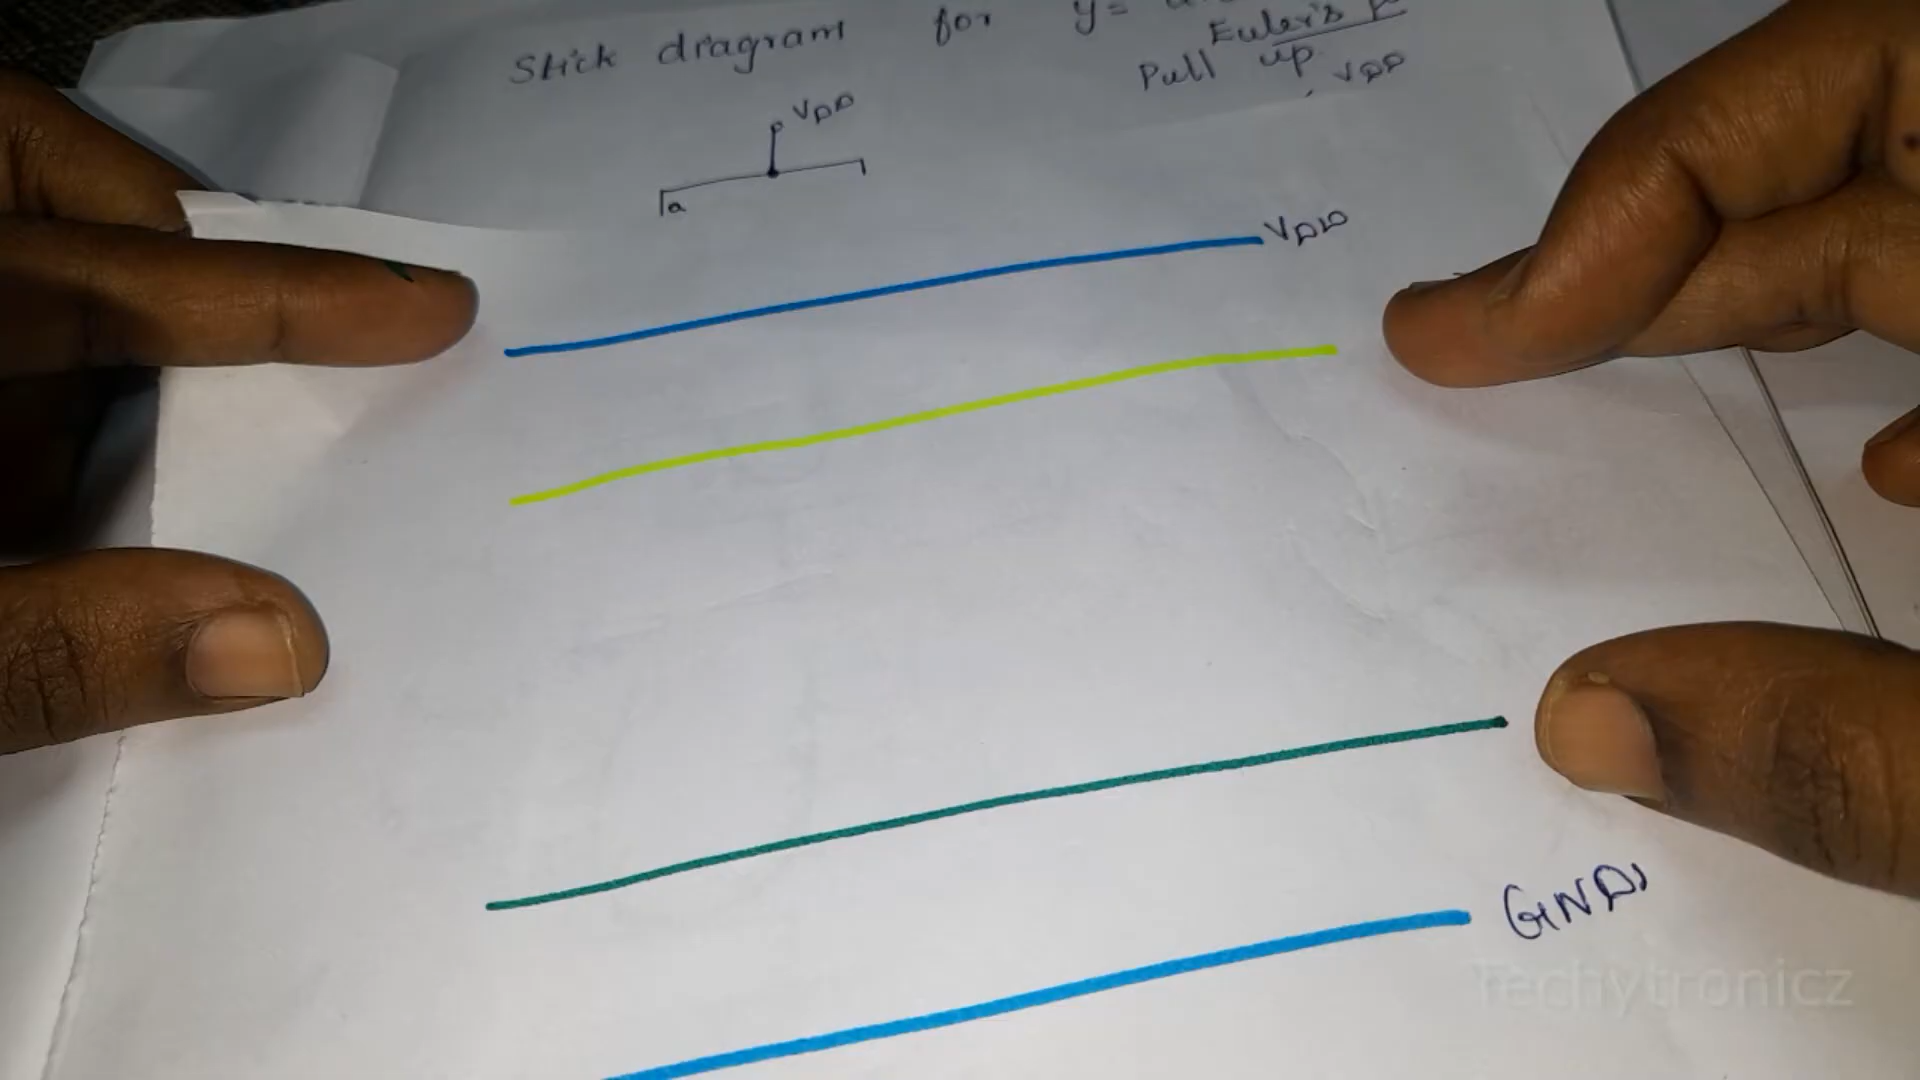 Stick diagram for y=
Euler's
Pull up
VDD
VDD
a
VDD
GND
Techytronicz